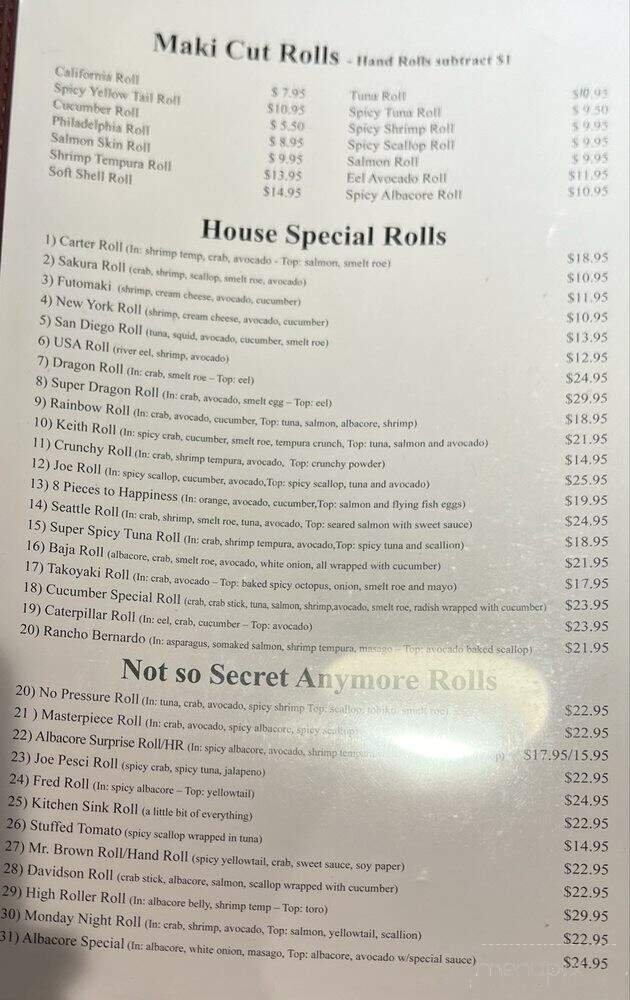 Maki Cut Rolls - Hand Rolls subtract $1
California Roll $ 7.95 Tuna Roll $10.95
Spicy Yellow Tail Roll $10.95 Spicy Tuna Roll $ 9.50
Cucumber Roll $ 5.50 Spicy Shrimp Roll $ 9.95
Philadelphia Roll $ 8.95 Spicy Scallop Roll $ 9.95
Salmon Skin Roll $ 9.95 Salmon Roll $ 9.95
Shrimp Tempura Roll $13.95 Eel Avocado Roll $11.95
Soft Shell Roll $14.95 Spicy Albacore Roll $10.95
House Special Rolls
1) Carter Roll (In: shrimp temp, crab, avocado - Top: salmon, smelt roe) $18.95
2) Sakura Roll (crab, shrimp, scallop, smelt roe, avocado) $10.95
3) Futomaki (shrimp, cream cheese, avocado, cucumber) $11.95
4) New York Roll (shrimp, cream cheese, avocado, cucumber) $10.95
5) San Diego Roll (tuna, squid, avocado, cucumber, smelt roe) $13.95
6) USA Roll (river eel, shrimp, avocado) $12.95
7) Dragon Roll (In: crab, smelt roe – Top: eel) $24.95
8) Super Dragon Roll (In: crab, avocado, smelt egg – Top: eel) $29.95
9) Rainbow Roll (In: crab, avocado, cucumber, Top: tuna, salmon, albacore, shrimp) $18.95
10) Keith Roll (In: spicy crab, cucumber, smelt roe, tempura crunch, Top: tuna, salmon and avocado) $21.95
11) Crunchy Roll (In: crab, shrimp tempura, avocado, Top: crunchy powder) $14.95
12) Joe Roll (In: spicy scallop, cucumber, avocado,Top: spicy scallop, tuna and avocado) $25.95
13) 8 Pieces to Happiness (In: orange, avocado, cucumber,Top: salmon and flying fish eggs) $19.95
14) Seattle Roll (In: crab, shrimp, smelt roe, tuna, avocado, Top: seared salmon with sweet sauce) $24.95
15) Super Spicy Tuna Roll (In: crab, shrimp tempura, avocado,Top: spicy tuna and scallion) $18.95
16) Baja Roll (albacore, crab, smelt roe, avocado, white onion, all wrapped with cucumber) $21.95
17) Takoyaki Roll (In: crab, avocado – Top: baked spicy octopus, onion, smelt roe and mayo) $17.95
18) Cucumber Special Roll (crab, crab stick, tuna, salmon, shrimp,avocado, smelt roe, radish wrapped with cucumber) $23.95
19) Caterpillar Roll (In: eel, crab, cucumber – Top: avocado) $23.95
20) Rancho Bernardo (In: asparagus, somaked salmon, shrimp tempura, masago – Top: avocado baked scallop) $21.95
Not so Secret Anymore Rolls
20) No Pressure Roll (In: tuna, crab, avocado, spicy shrimp Top: scallop, tobiko, smelt roe) $22.95
21 ) Masterpiece Roll (In: crab, avocado, spicy albacore, spicy scallop) $22.95
22) Albacore Surprise Roll/HR (In: spicy albacore, avocado, shrimp tempura $17.95/15.95
23) Joe Pesci Roll (spicy crab, spicy tuna, jalapeno) $22.95
24) Fred Roll (In: spicy albacore – Top: yellowtail) $24.95
25) Kitchen Sink Roll (a little bit of everything) $22.95
26) Stuffed Tomato (spicy scallop wrapped in tuna) $14.95
27) Mr. Brown Roll/Hand Roll (spicy yellowtail, crab, sweet sauce, soy paper) $22.95
28) Davidson Roll (crab stick, albacore, salmon, scallop wrapped with cucumber) $22.95
29) High Roller Roll (In: albacore belly, shrimp temp – Top: toro) $29.95
30) Monday Night Roll (In: crab, shrimp, avocado, Top: salmon, yellowtail, scallion) $22.95
31) Albacore Special (In: albacore, white onion, masago, Top: albacore, avocado w/special sauce) $24.95
menupix